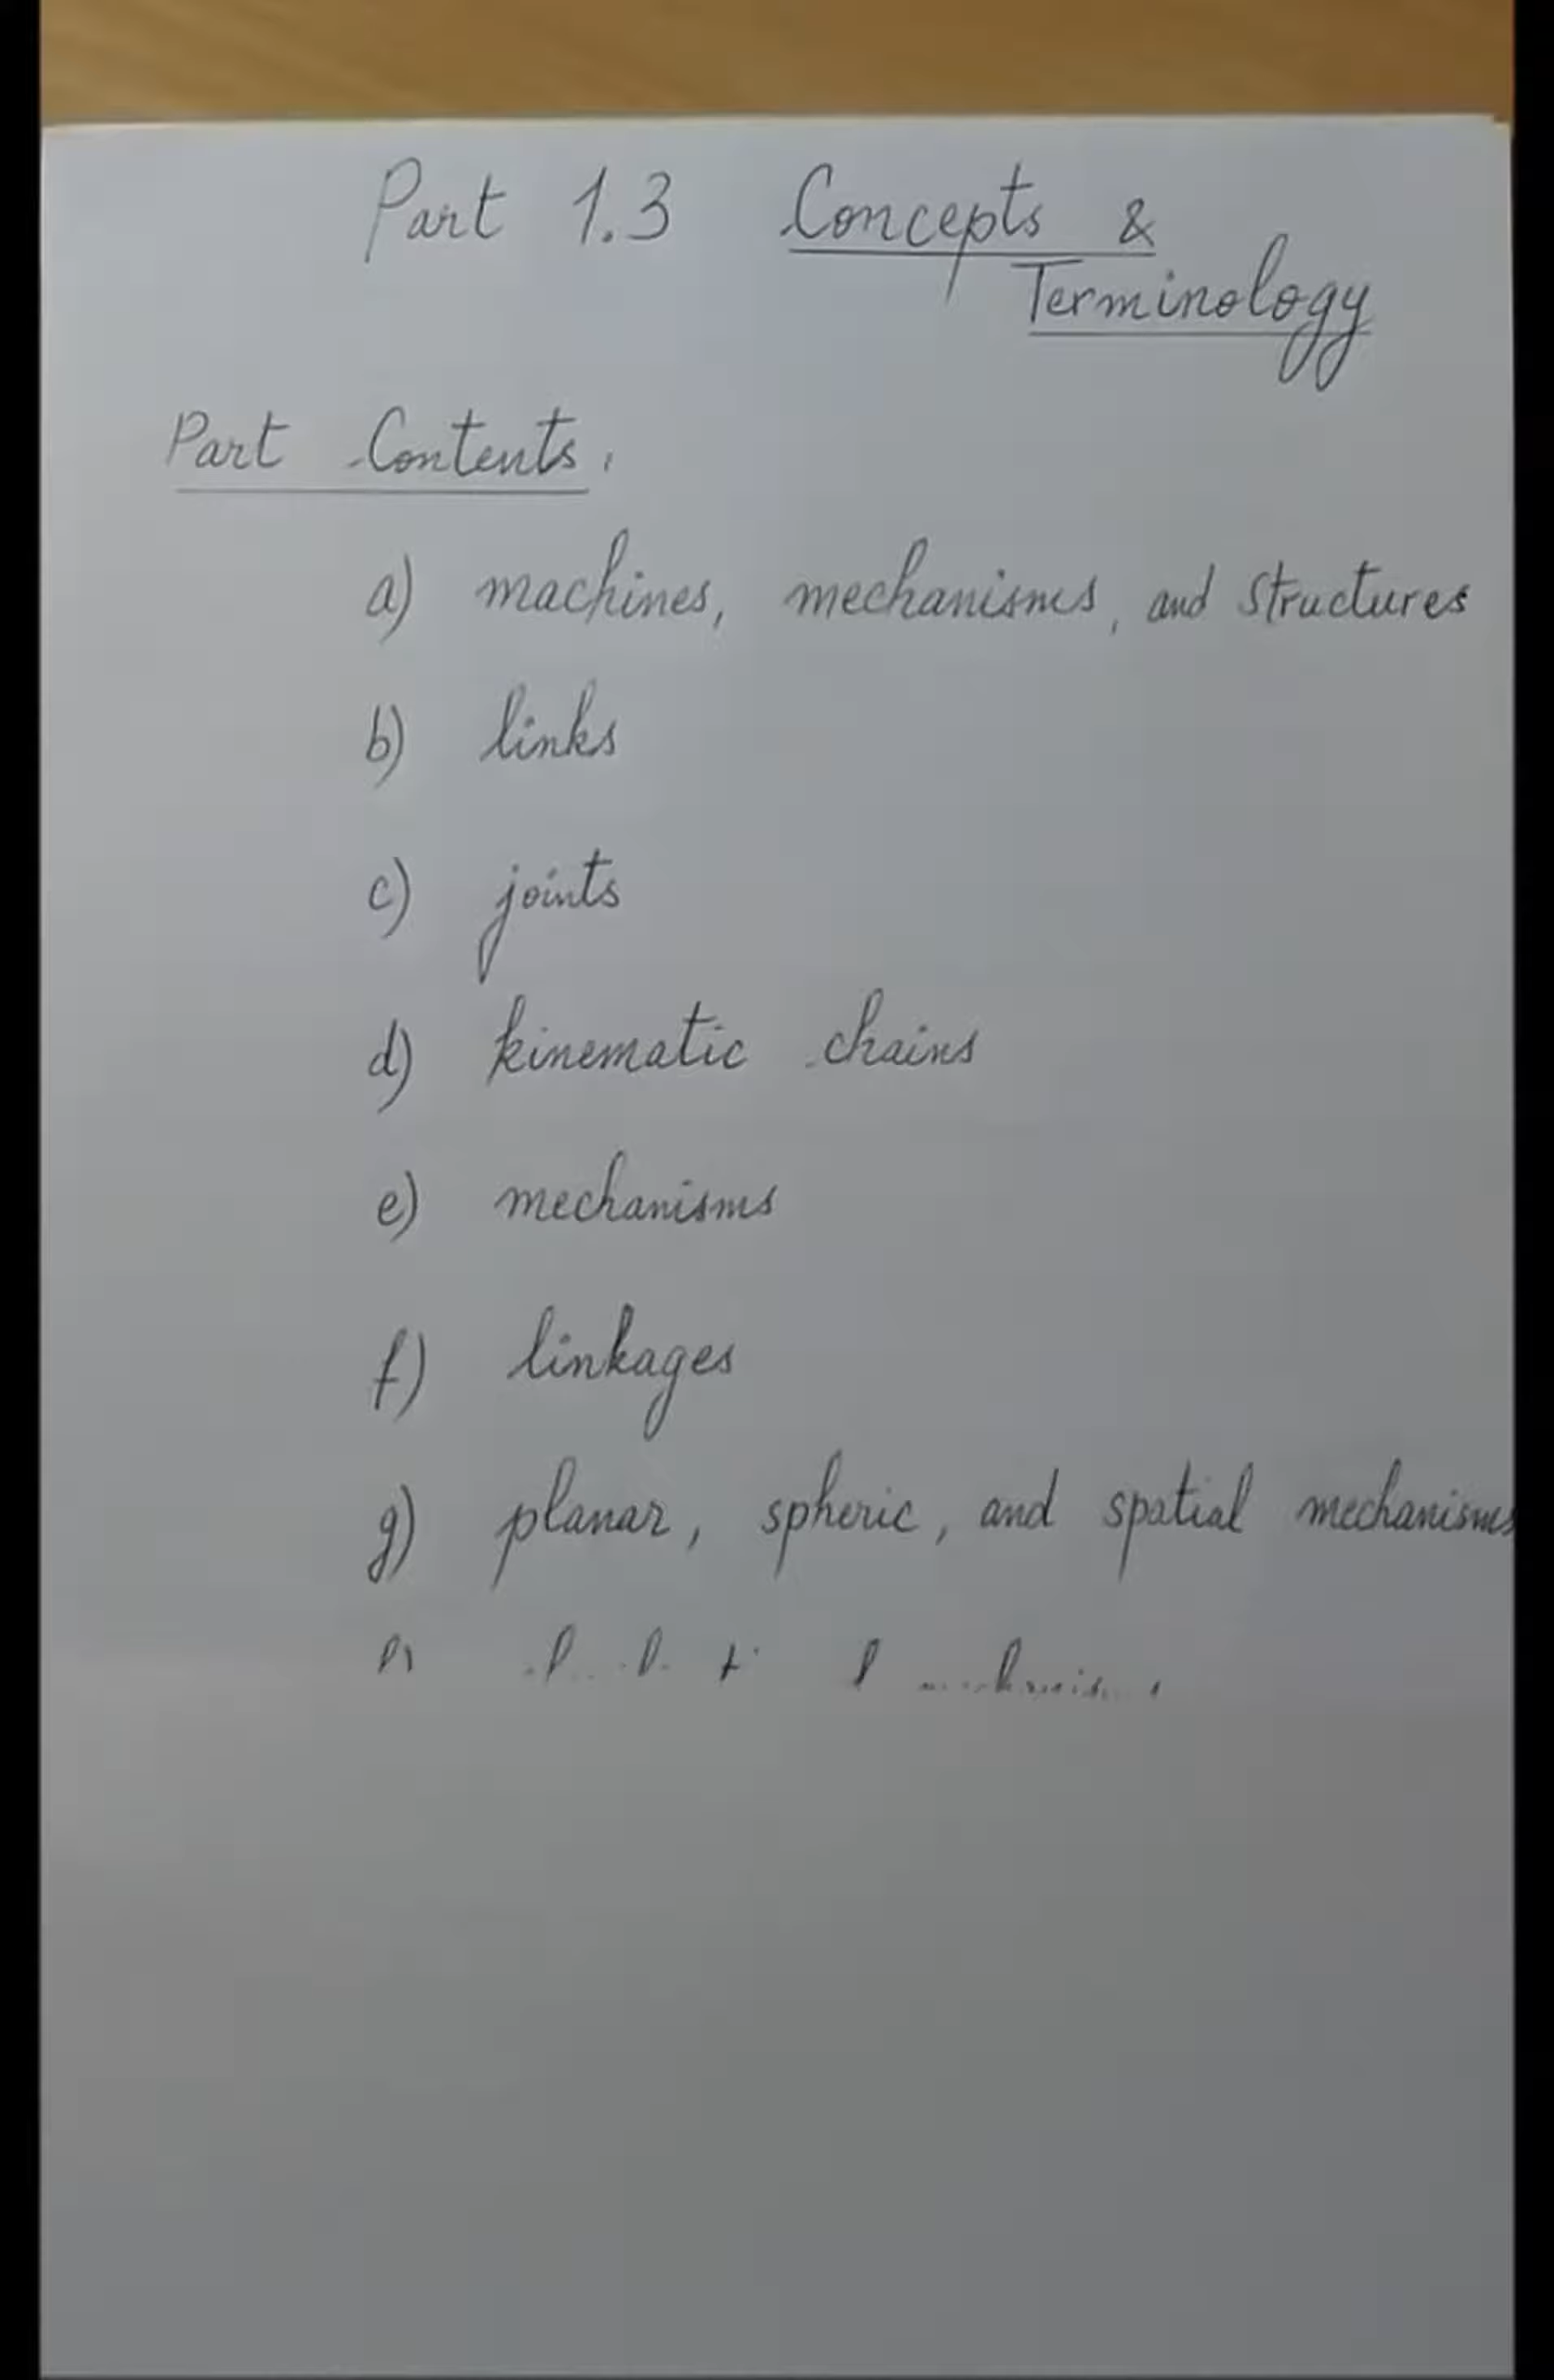 Part 1.3 Concepts &
Terminology
Part Contents.
a) machines, mechanisms, and structures
b) links
c) joints
d) kinematic chains
e) mechanisms
f) linkages
g) planar, spheric, and spatial mechanisms